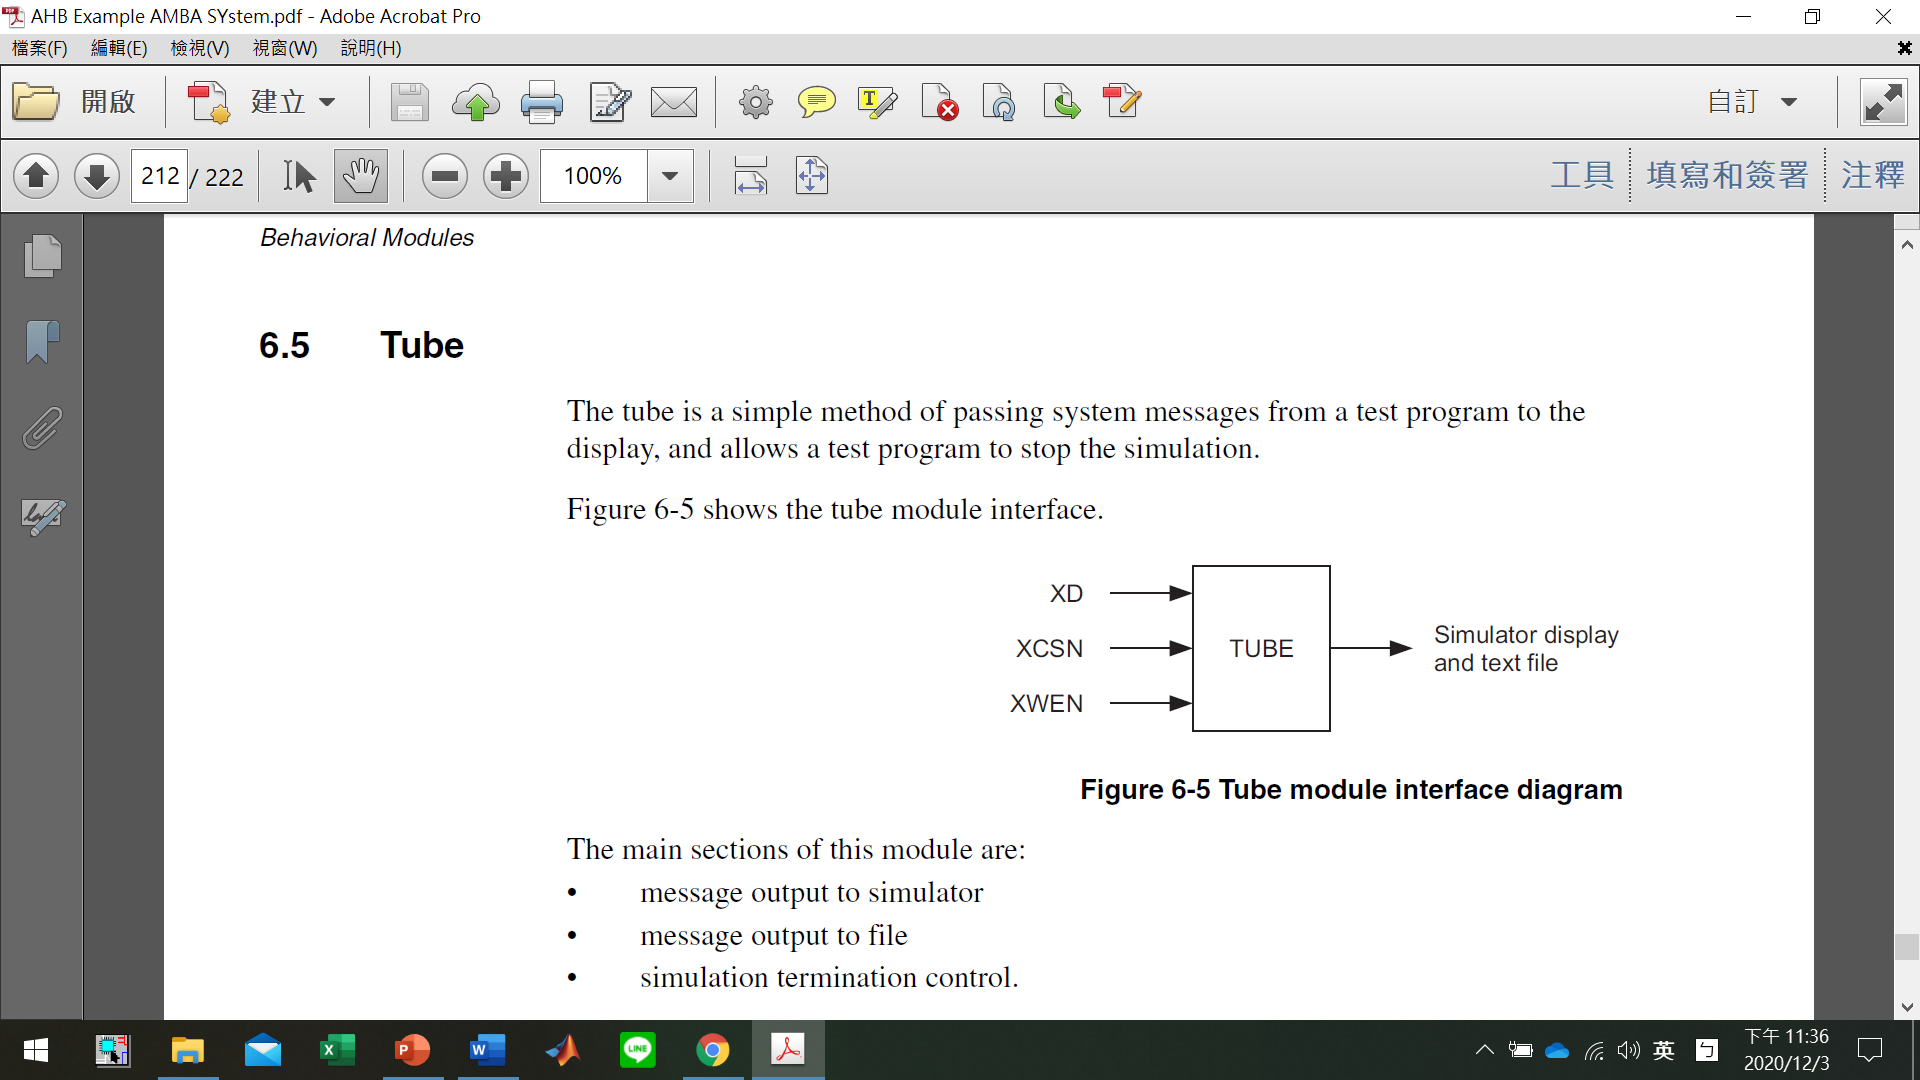 AHB Example AMBA SYstem.pdf - Adobe Acrobat Pro
檔案(F) 編輯(E) 檢視(V) 視窗(W) 說明(H)
開啟 建立 自訂
212 / 222 100% 工具 填寫和簽署 注釋
Behavioral Modules
6.5 Tube
The tube is a simple method of passing system messages from a test program to the
display, and allows a test program to stop the simulation.
Figure 6-5 shows the tube module interface.
XD
XCSN
XWEN
TUBE
Simulator display
and text file
Figure 6-5 Tube module interface diagram
The main sections of this module are:
• message output to simulator
• message output to file
• simulation termination control.
英 ㄅ
下午 11:36
2020/12/3